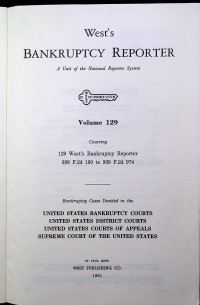 West's
BANKRUPTCY REPORTER
A Unit of the National Reporter System
Volume 129
Covering
129 West's Bankruptcy Reporter
938 F.2d 190 to 939 F.2d 974
Bankruptcy Cases Decided in the
UNITED STATES BANKRUPTCY COURTS
UNITED STATES DISTRICT COURTS
UNITED STATES COURTS OF APPEALS
SUPREME COURT OF THE UNITED STATES
ST. PAUL, MINN.
WEST PUBLISHING CO.
1991